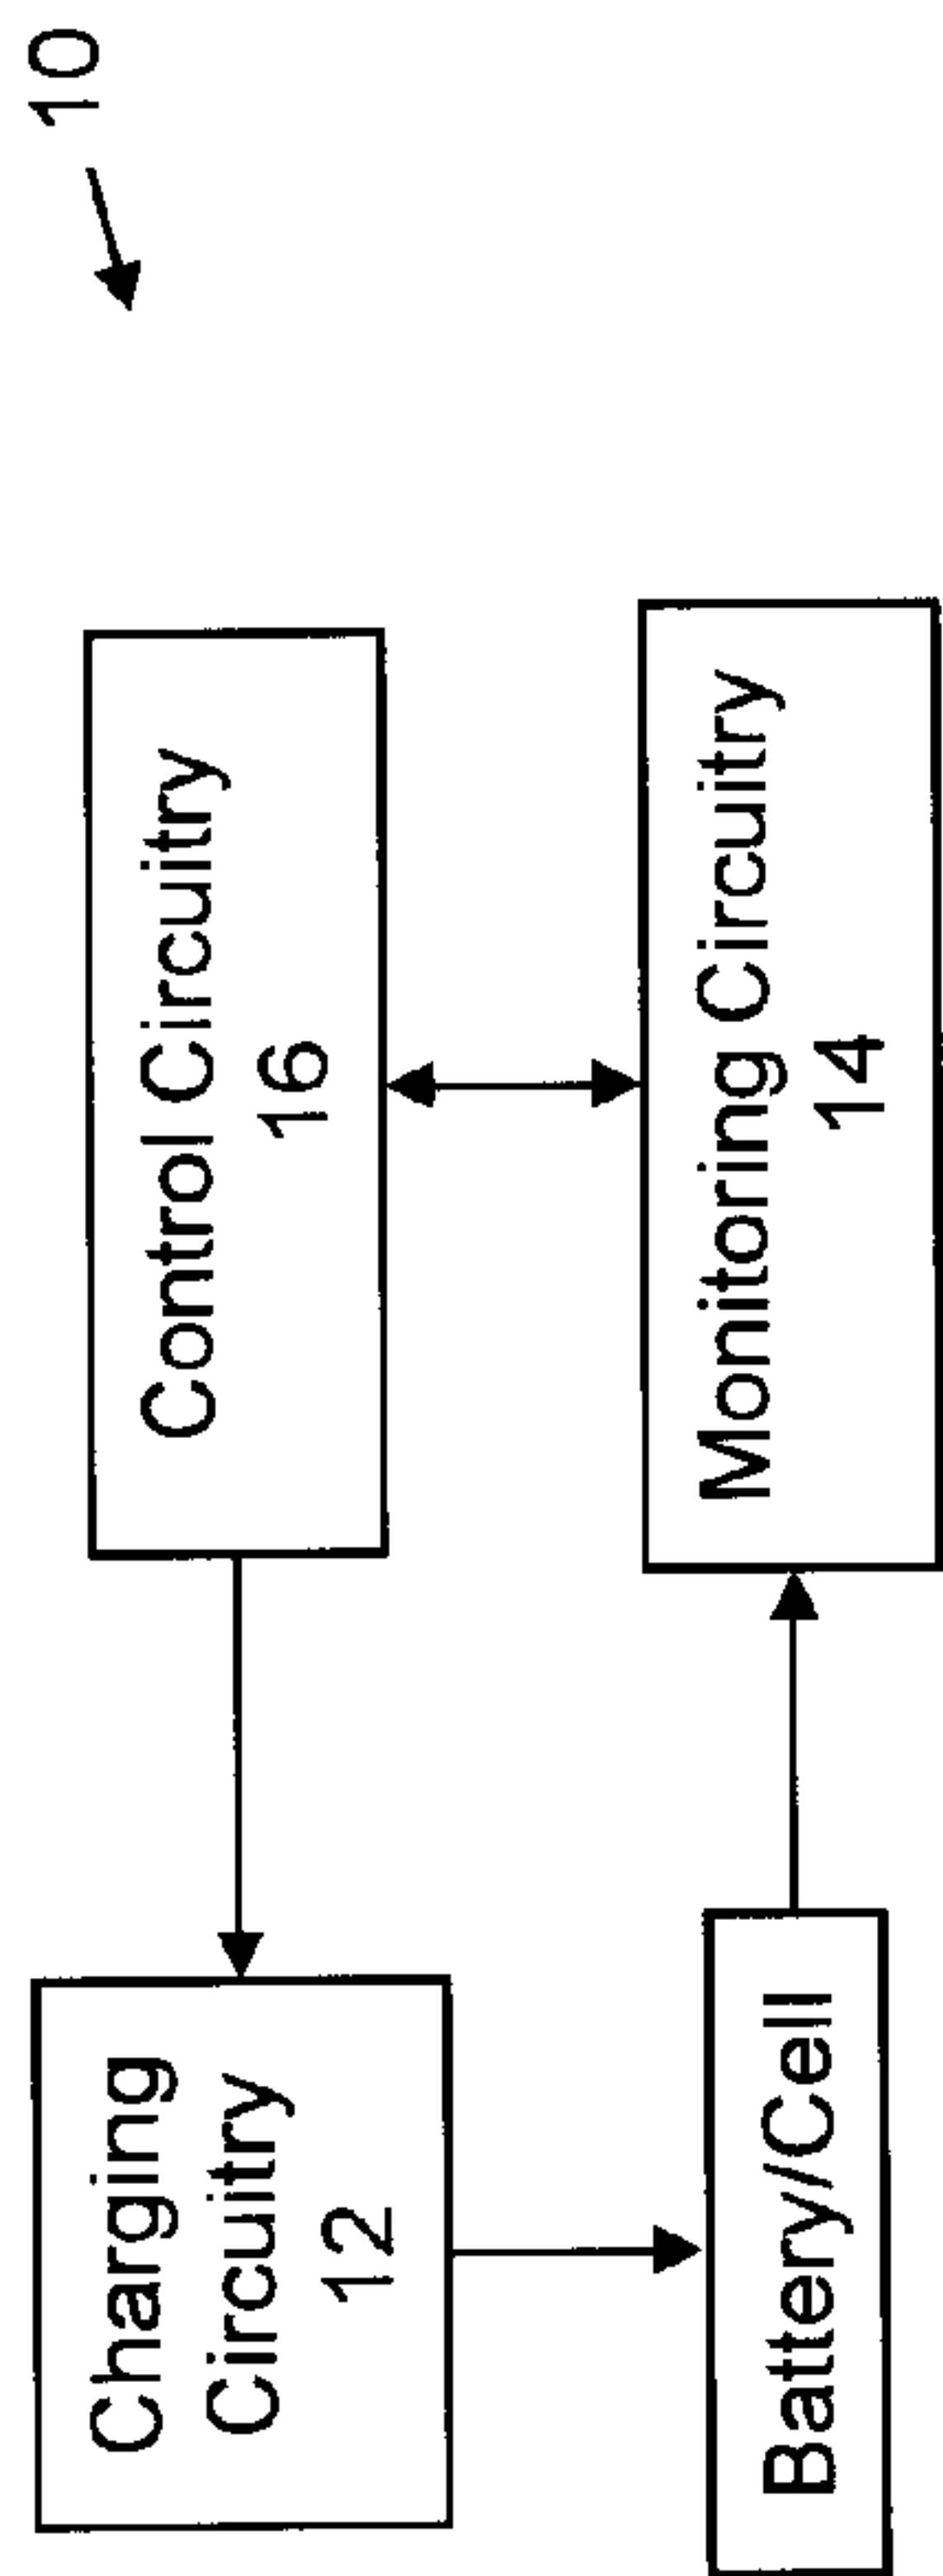 10
Charging
Circuitry
12
Control Circuitry
16
Battery/Cell
Monitoring Circuitry
14